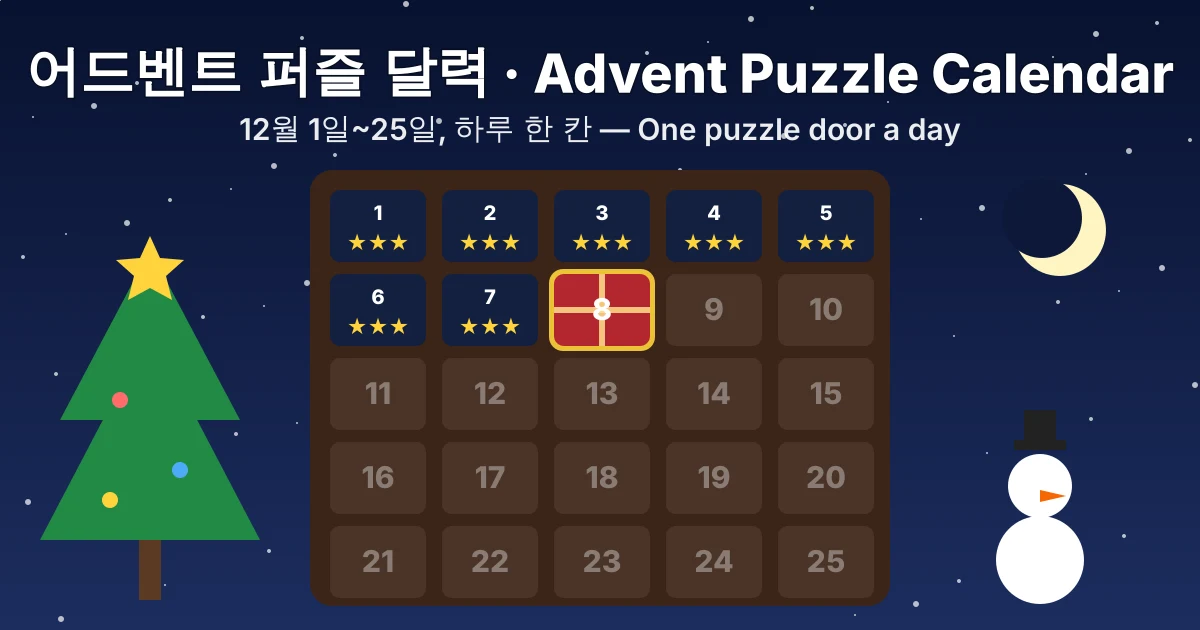 어드벤트 퍼즐 달력 · Advent Puzzle Calendar
12월 1일~25일, 하루 한 칸 — One puzzle door a day
1 2 3 4 5
★★★ ★★★ ★★★ ★★★ ★★★
6 7 8 9 10
★★★ ★★★
11 12 13 14 15
16 17 18 19 20
21 22 23 24 25